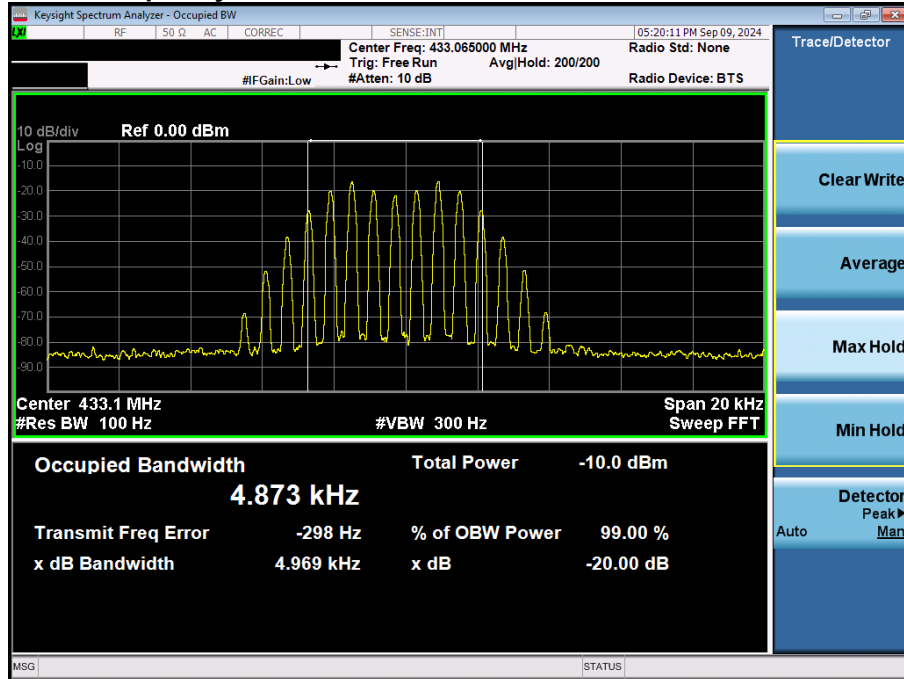 Keysight Spectrum Analyzer - Occupied BW
LXI RF 50 Ω AC CORREC SENSE:INT 05:20:11 PM Sep 09, 2024
Center Freq: 433.065000 MHz Radio Std: None
Trig: Free Run Avg|Hold: 200/200
#IFGain:Low #Atten: 10 dB Radio Device: BTS
10 dB/div Ref 0.00 dBm
Log
-10.0
-20.0
-30.0
-40.0
-50.0
-60.0
-70.0
-80.0
-90.0
Center 433.1 MHz Span 20 kHz
#Res BW 100 Hz #VBW 300 Hz Sweep FFT
Occupied Bandwidth Total Power -10.0 dBm
4.873 kHz
Transmit Freq Error -298 Hz % of OBW Power 99.00 %
x dB Bandwidth 4.969 kHz x dB -20.00 dB
MSG STATUS
Trace/Detector
Clear Write
Average
Max Hold
Min Hold
Detector
Peak▶
Auto Man